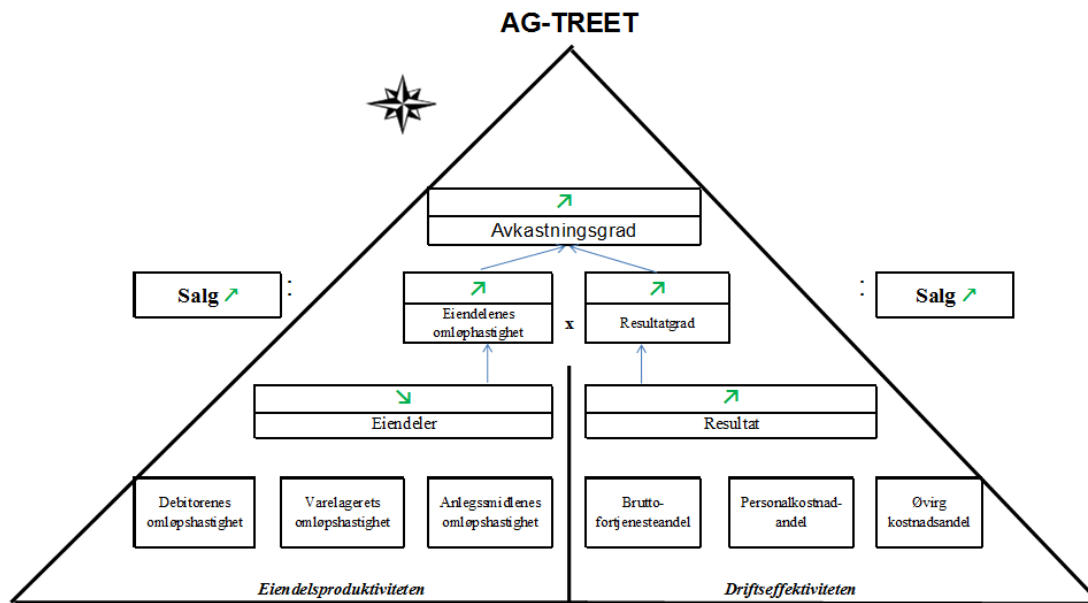 AG-TREET
Avkastningsgrad
Salg
:
Eiendelenes
omløphastighet
x
Resultatgrad
:
Salg
Eiendeler
Resultat
Debitorenes
omløpshastighet
Varelagerets
omløpshastighet
Anlegssmidlenes
omløpshastighet
Brutto-
fortjenesteandel
Personalkostnad-
andel
Øvirg
kostnadsandel
Eiendelsproduktiviteten
Driftseffektiviteten